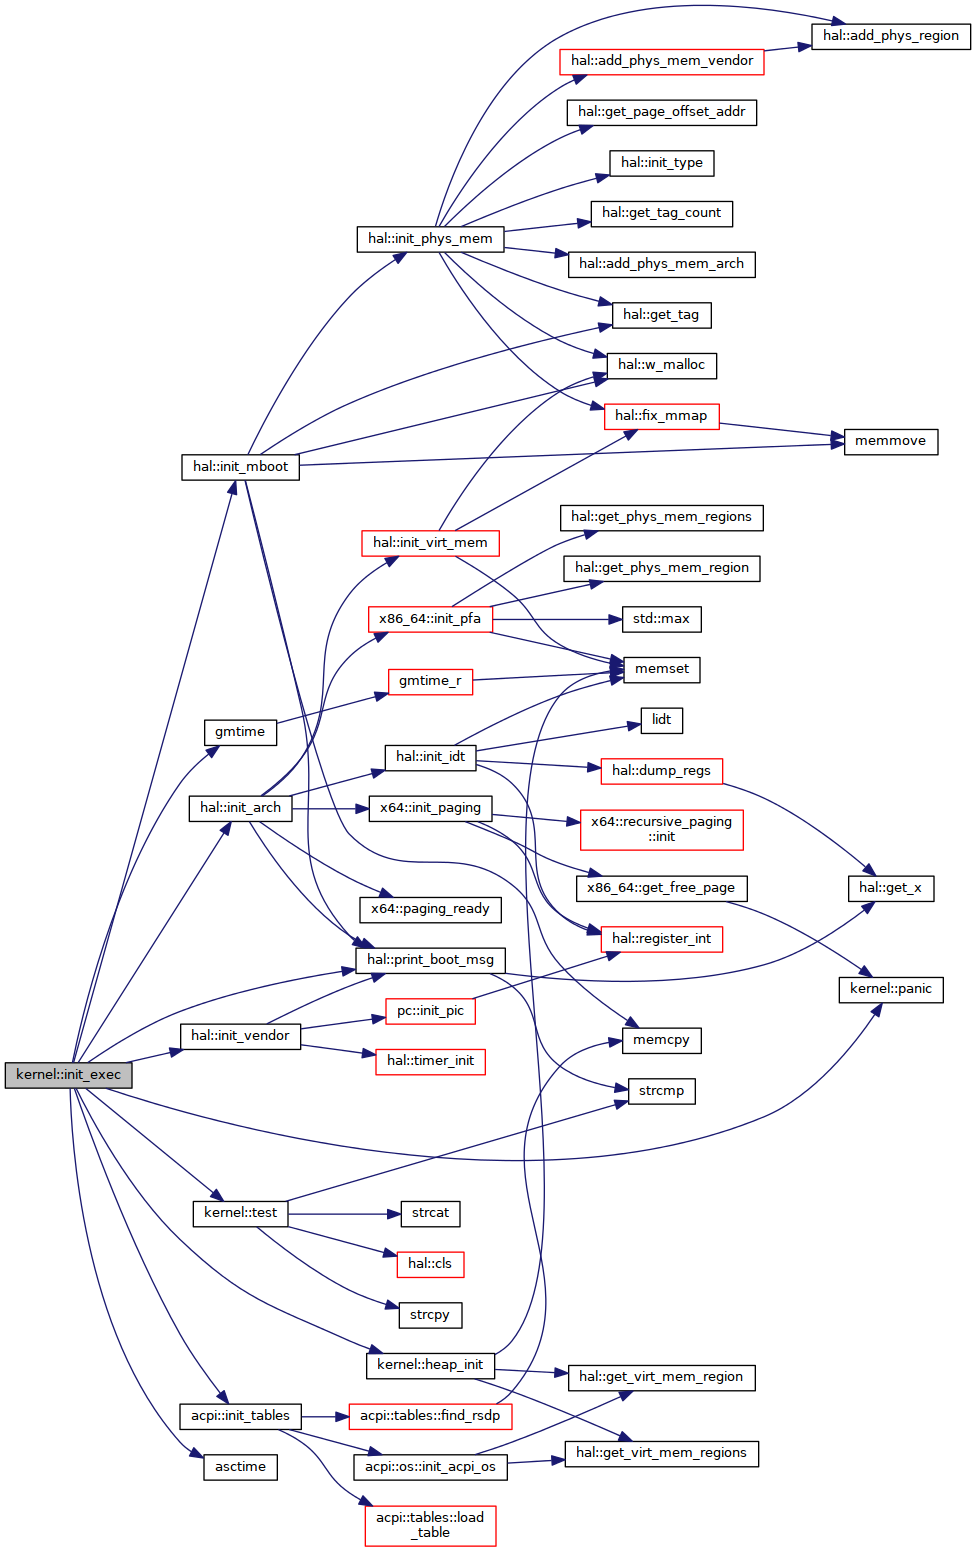 hal::add_phys_region
hal::add_phys_mem_vendor
hal::get_page_offset_addr
hal::init_type
hal::get_tag_count
hal::init_phys_mem
hal::add_phys_mem_arch
hal::get_tag
hal::w_malloc
hal::fix_mmap
memmove
hal::init_mboot
hal::get_phys_mem_regions
hal::init_virt_mem
hal::get_phys_mem_region
x86_64::init_pfa
std::max
memset
gmtime_r
lidt
gmtime
hal::init_idt
hal::dump_regs
hal::init_arch
x64::init_paging
x64::recursive_paging
::init
x86_64::get_free_page
hal::get_x
x64::paging_ready
hal::register_int
hal::print_boot_msg
kernel::panic
pc::init_pic
hal::init_vendor
memcpy
hal::timer_init
kernel::init_exec
strcmp
kernel::test
strcat
hal::cls
strcpy
kernel::heap_init
hal::get_virt_mem_region
acpi::init_tables
acpi::tables::find_rsdp
hal::get_virt_mem_regions
asctime
acpi::os::init_acpi_os
acpi::tables::load
_table